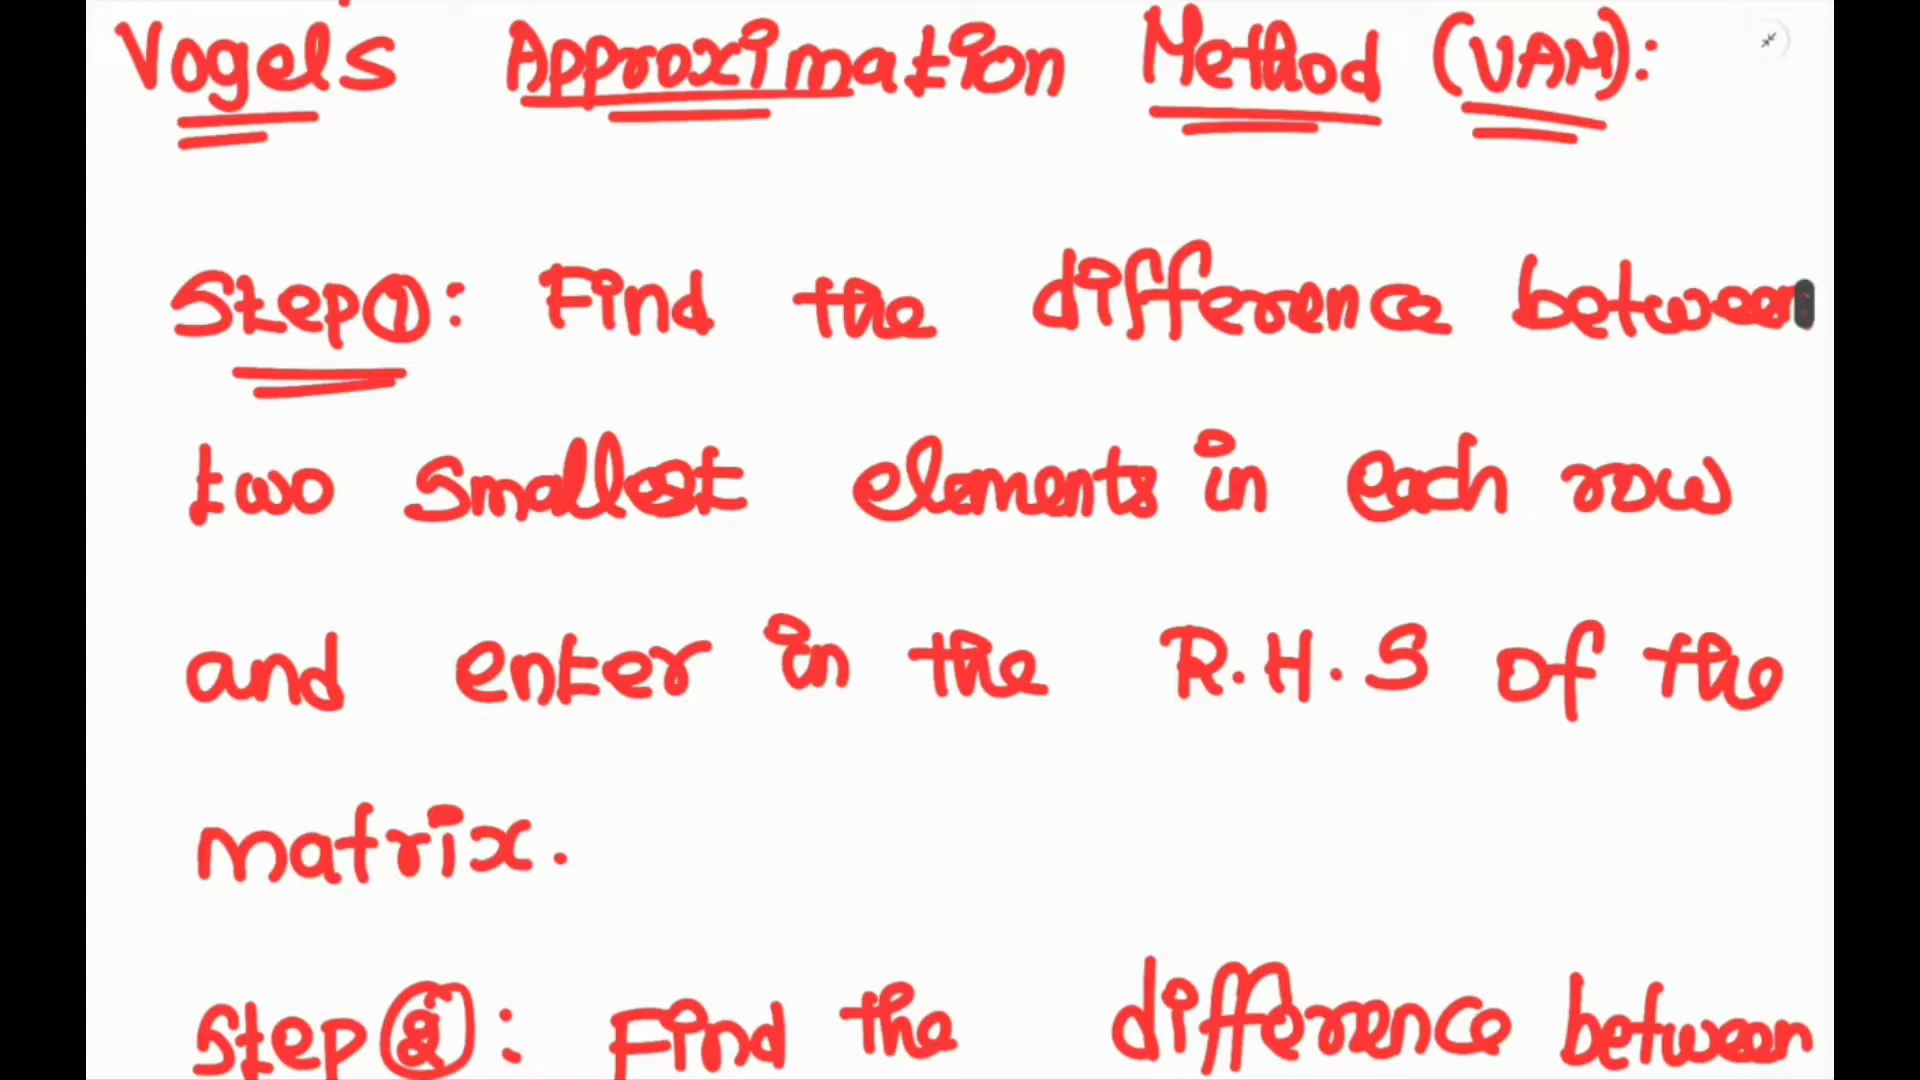 Vogels Approximation Method (VAM):
Step①: Find the difference between
two smallest elements in each row
and enter in the R.H.S of the
matrix.
Step②: Find the difference between